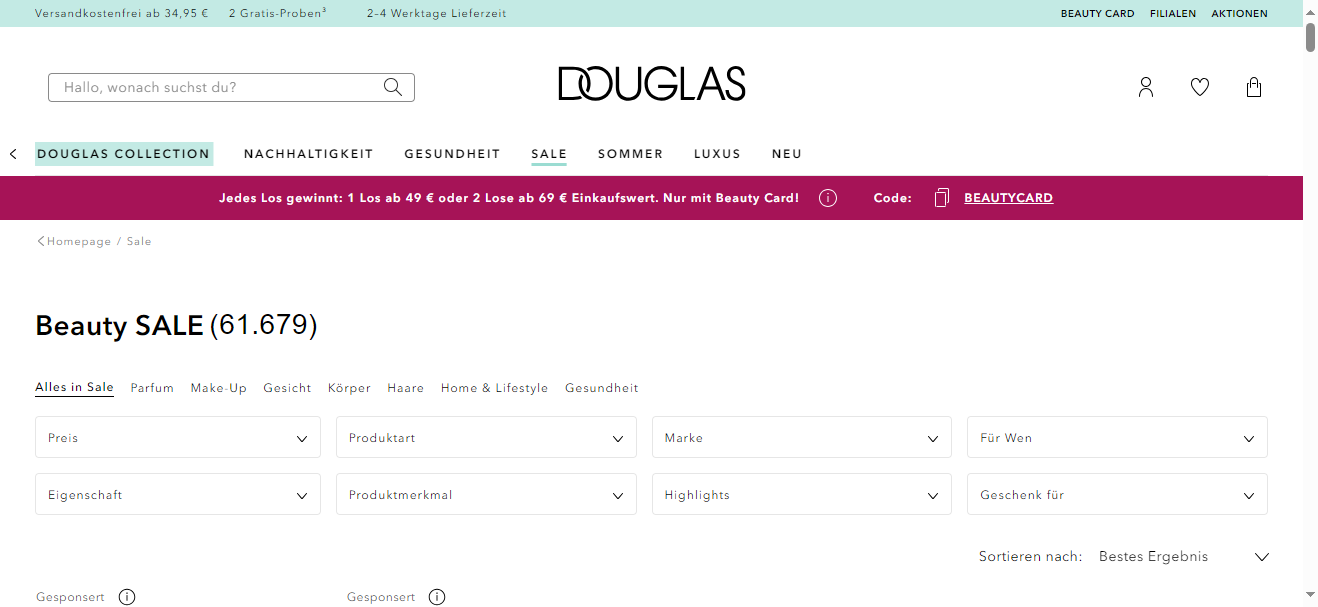 Versandkostenfrei ab 34,95 € 2 Gratis-Proben³ 2–4 Werktage Lieferzeit BEAUTY CARD FILIALEN AKTIONEN
Hallo, wonach suchst du? DOUGLAS
DOUGLAS COLLECTION NACHHALTIGKEIT GESUNDHEIT SALE SOMMER LUXUS NEU
Jedes Los gewinnt: 1 Los ab 49 € oder 2 Lose ab 69 € Einkaufswert. Nur mit Beauty Card! Code: BEAUTYCARD
Homepage / Sale
Beauty SALE (61.679)
Alles in Sale Parfum Make-Up Gesicht Körper Haare Home & Lifestyle Gesundheit
Preis Produktart Marke Für Wen
Eigenschaft Produktmerkmal Highlights Geschenk für
Sortieren nach: Bestes Ergebnis
Gesponsert Gesponsert